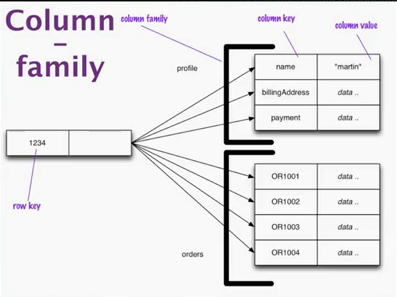 Column
–
family
column family
column key
column value
profile
name "martin"
billingAddress data ..
payment data ..
1234
row key
OR1001 data ..
OR1002 data ..
OR1003 data ..
OR1004 data ..
orders